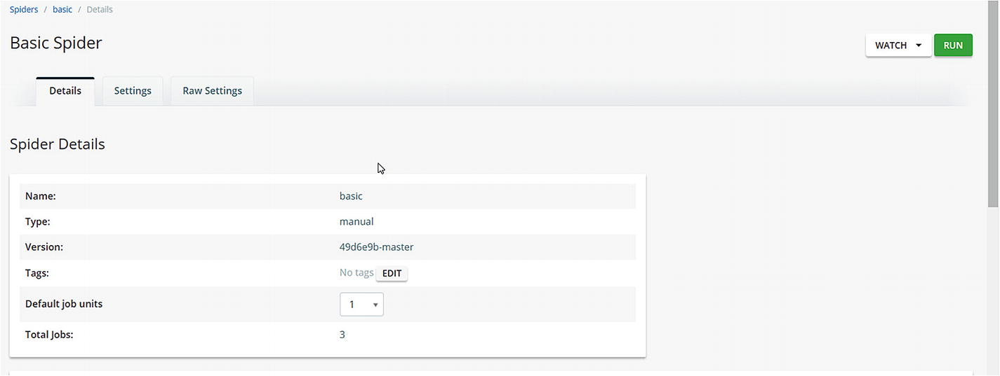 Spiders / basic / Details
Basic Spider
WATCH RUN
Details Settings Raw Settings
Spider Details
Name: basic
Type: manual
Version: 49d6e9b-master
Tags: No tags EDIT
Default job units 1
Total Jobs: 3